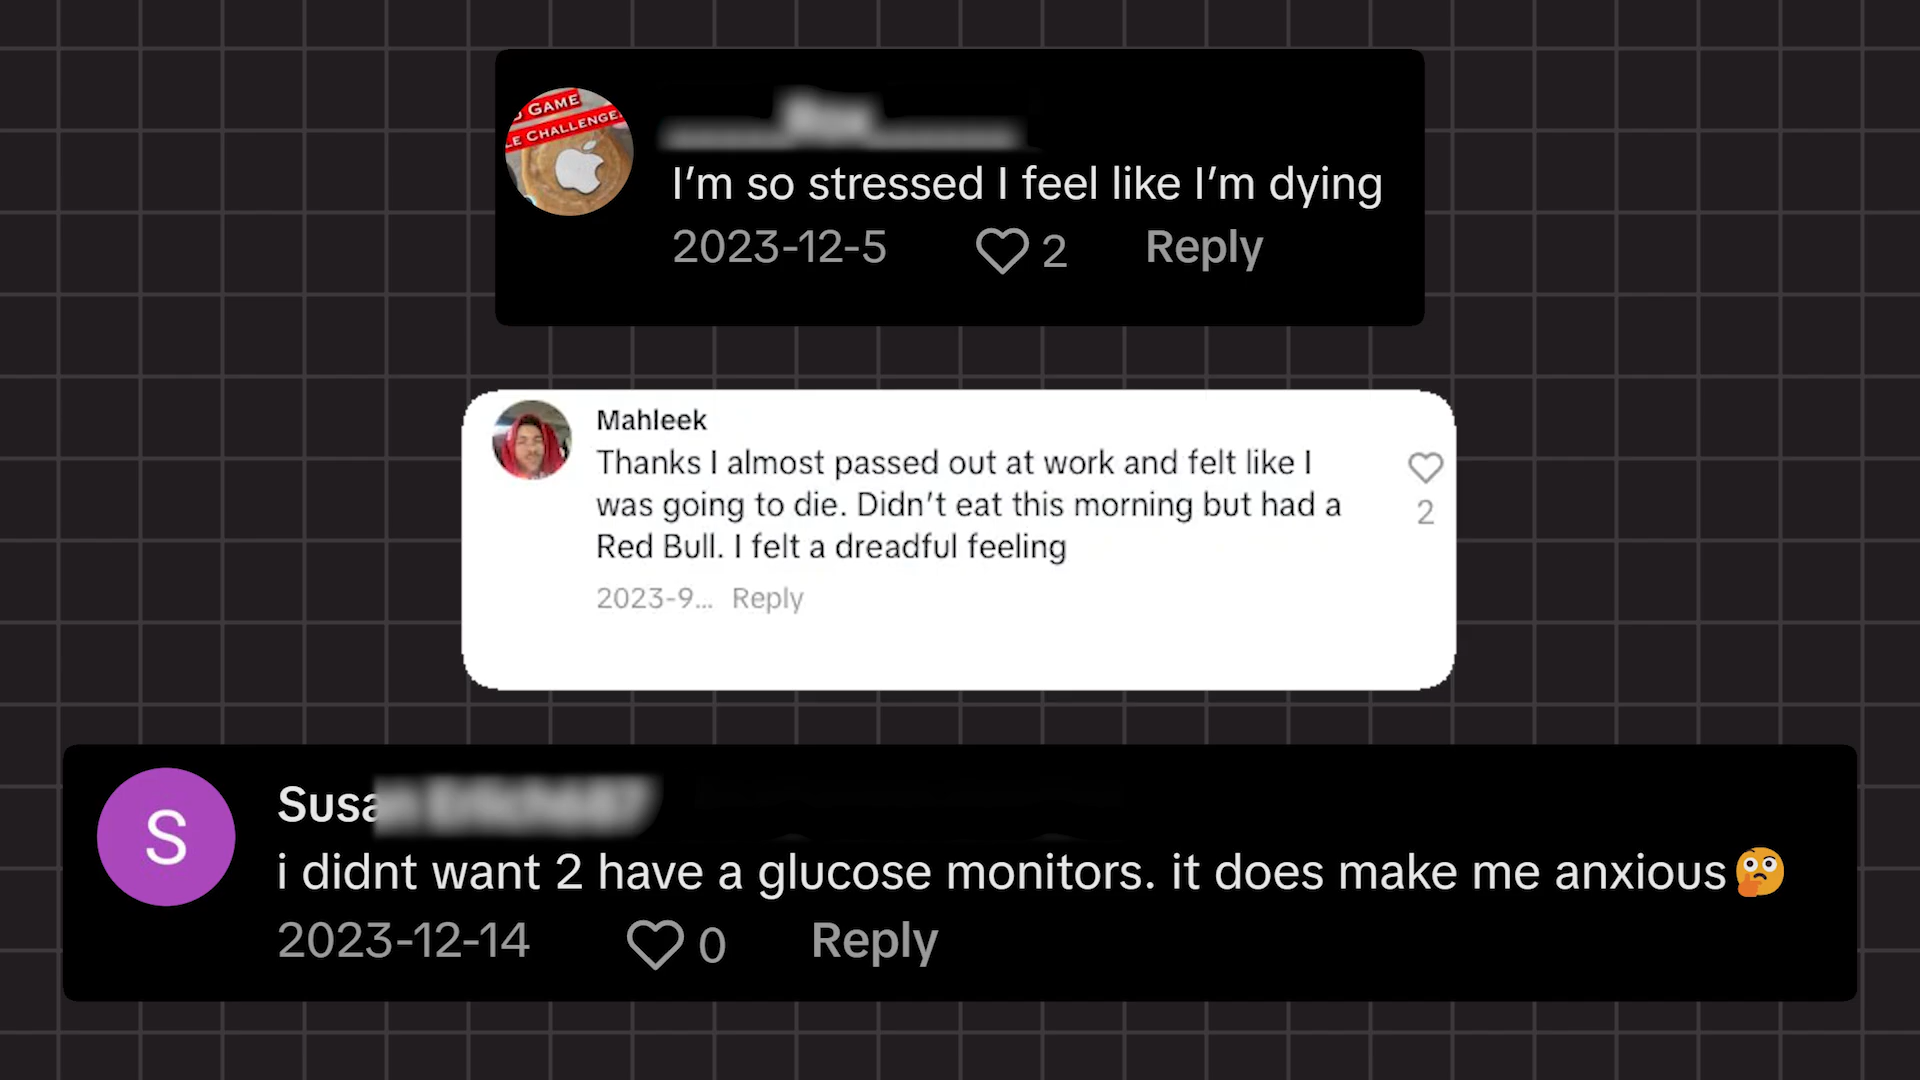 GAME
LE CHALLENGE
I'm so stressed I feel like I'm dying
2023-12-5 2 Reply
Mahleek
Thanks I almost passed out at work and felt like I
was going to die. Didn't eat this morning but had a
Red Bull. I felt a dreadful feeling
2
2023-9... Reply
S
Susa
i didnt want 2 have a glucose monitors. it does make me anxious🤔
2023-12-14 0 Reply